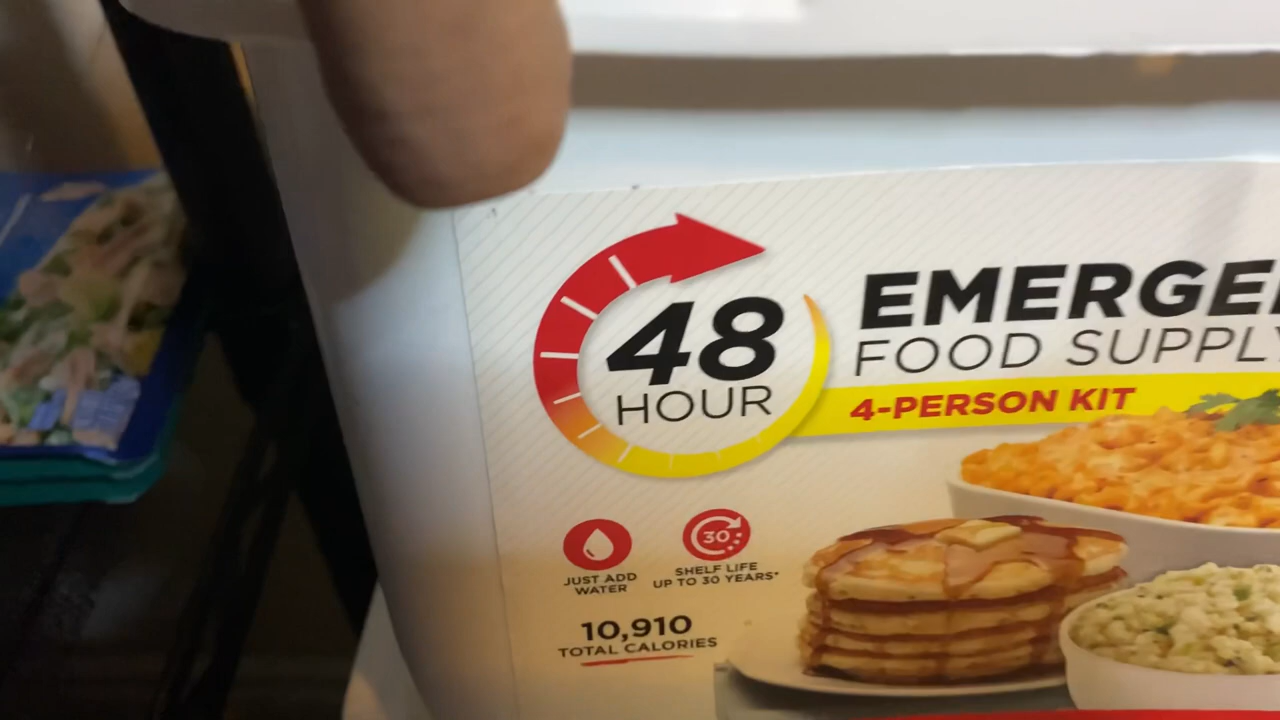 48
HOUR
EMERGE
FOOD SUPPLY
4-PERSON KIT
30
JUST ADD
WATER
SHELF LIFE
UP TO 30 YEARS*
10,910
TOTAL CALORIES